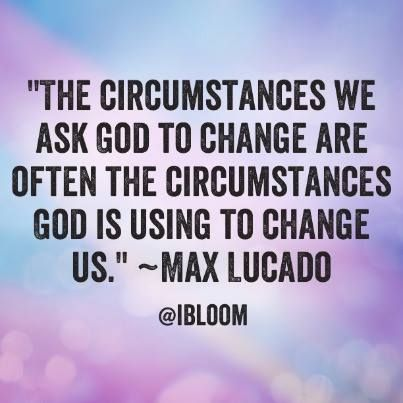 "THE CIRCUMSTANCES WE
ASK GOD TO CHANGE ARE
OFTEN THE CIRCUMSTANCES
GOD IS USING TO CHANGE
US." ~MAX LUCADO
@IBLOOM